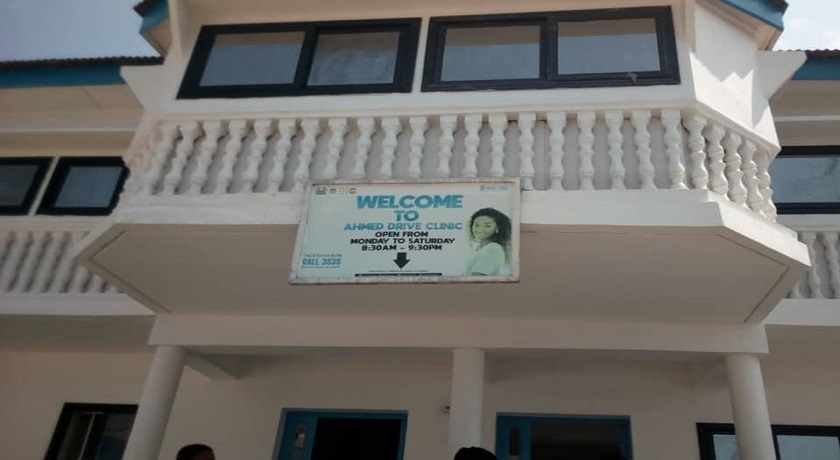 WELCOME
TO
AHMED DRIVE CLINIC
OPEN FROM
MONDAY TO SATURDAY
8:30AM - 9:30PM
CALL 3535